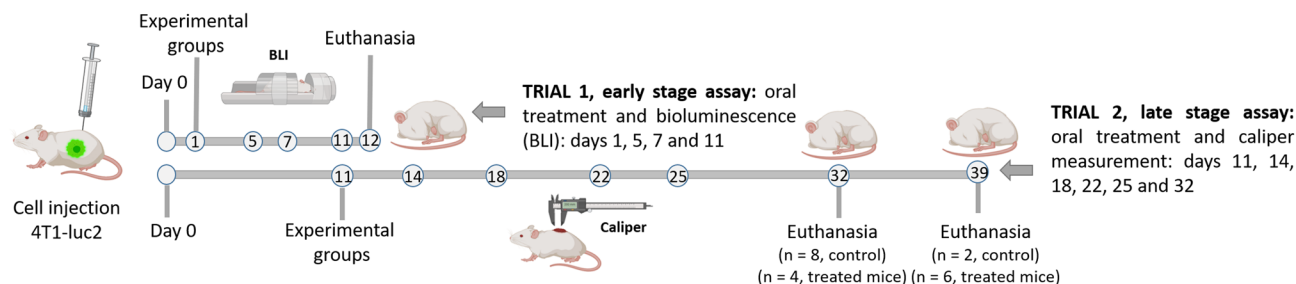 Experimental
groups
Day 0
BLI
Euthanasia
1
5
7
11
12
TRIAL 1, early stage assay: oral
treatment and bioluminescence
(BLI): days 1, 5, 7 and 11
TRIAL 2, late stage assay:
oral treatment and caliper
measurement: days 11, 14,
18, 22, 25 and 32
Cell injection
4T1-luc2
Day 0
11
14
18
22
25
32
39
Experimental
groups
Caliper
Euthanasia
(n = 8, control)
(n = 4, treated mice)
Euthanasia
(n = 2, control)
(n = 6, treated mice)